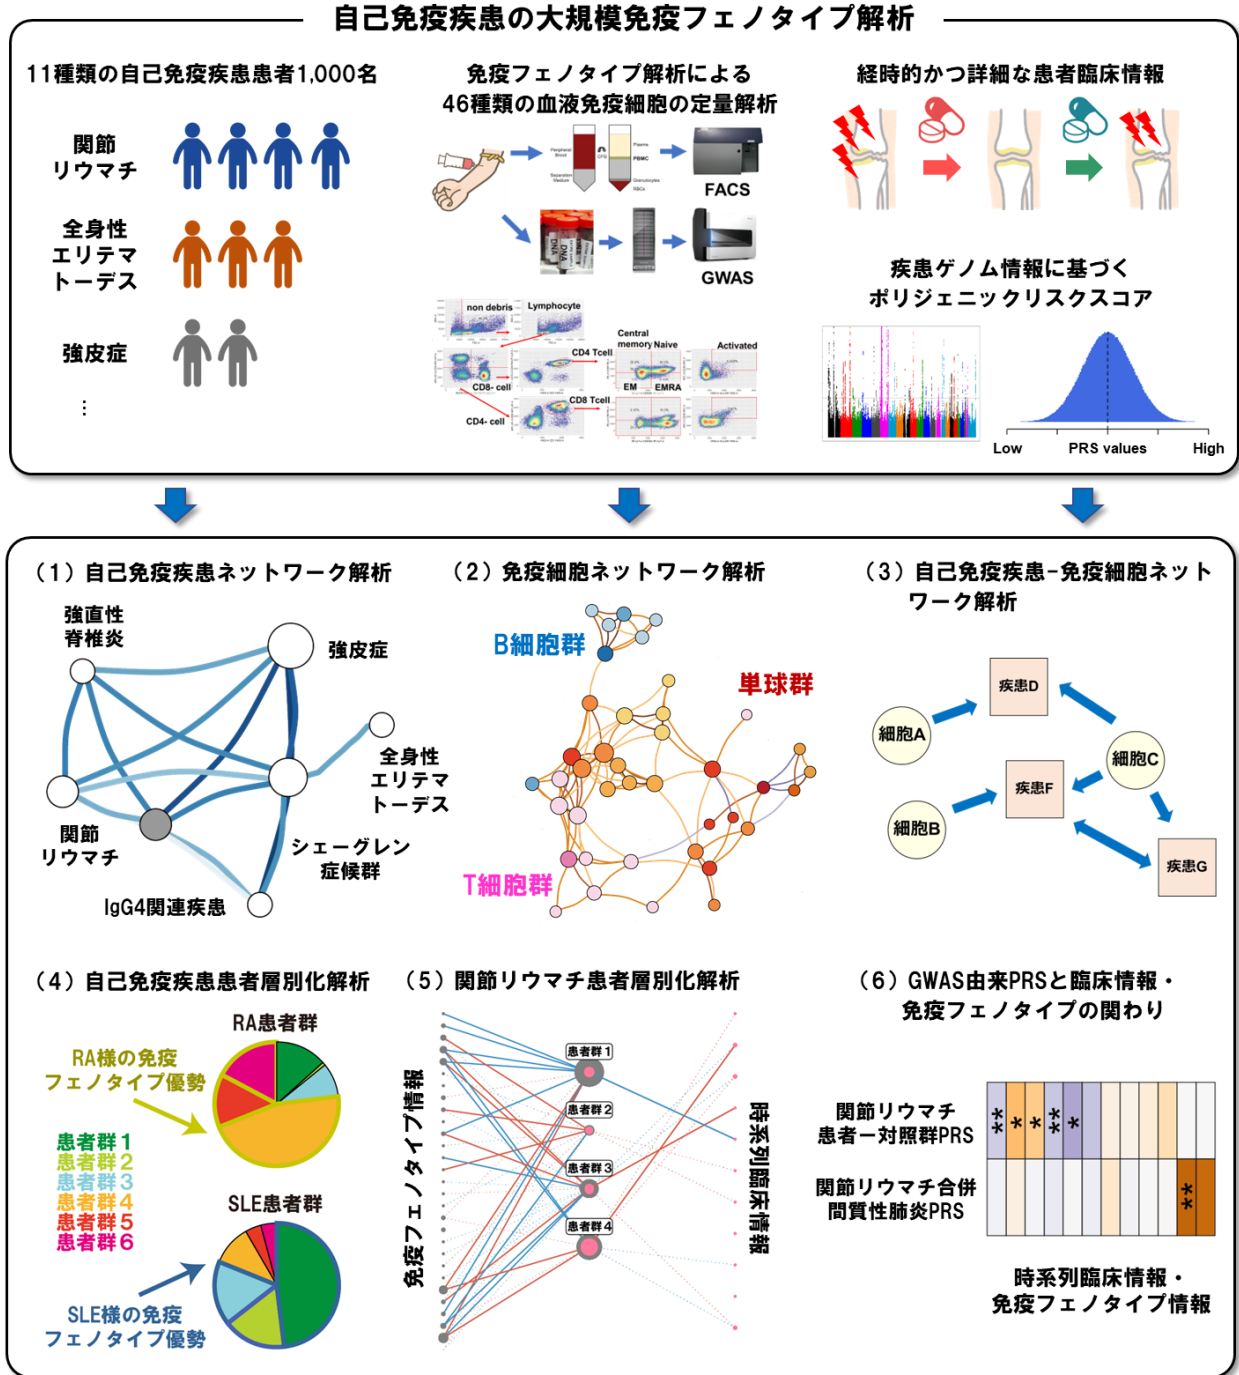 自己免疫疾患の大規模免疫フェノタイプ解析
11種類の自己免疫疾患患者1,000名
関節
リウマチ
全身性
エリテマ
トーデス
強皮症
⋮
免疫フェノタイプ解析による
46種類の血液免疫細胞の定量解析
Peripheral
Blood
Separation
Medium
CFG
Plasma
PBMC
Granulocytes
RBCs
FACS
DNA
DNA
GWAS
non debris
Lymphocyte
CD4 Tcell
CD8- cell
CD8 Tcell
CD4- cell
Central
memory Naive
Activated
EM
EMRA
経時的かつ詳細な患者臨床情報
疾患ゲノム情報に基づく
ポリジェニックリスクスコア
Low
PRS values
High
(1) 自己免疫疾患ネットワーク解析
強直性
脊椎炎
強皮症
全身性
エリテマ
トーデス
関節
リウマチ
シェーグレン
症候群
IgG4関連疾患
(2) 免疫細胞ネットワーク解析
B細胞群
単球群
T細胞群
(3) 自己免疫疾患-免疫細胞ネット
ワーク解析
疾患D
細胞A
細胞C
疾患F
細胞B
疾患G
(4) 自己免疫疾患患者層別化解析
RA患者群
RA様の免疫
フェノタイプ優勢
患者群1
患者群2
患者群3
患者群4
患者群5
患者群6
SLE患者群
SLE様の免疫
フェノタイプ優勢
(5) 関節リウマチ患者層別化解析
免疫フェノタイプ情報
患者群1
患者群2
患者群3
患者群4
時系列臨床情報
(6) GWAS由来PRSと臨床情報・
免疫フェノタイプの関わり
関節リウマチ
患者ー対照群PRS
** * * ** *
関節リウマチ合併
間質性肺炎PRS
**
時系列臨床情報・
免疫フェノタイプ情報